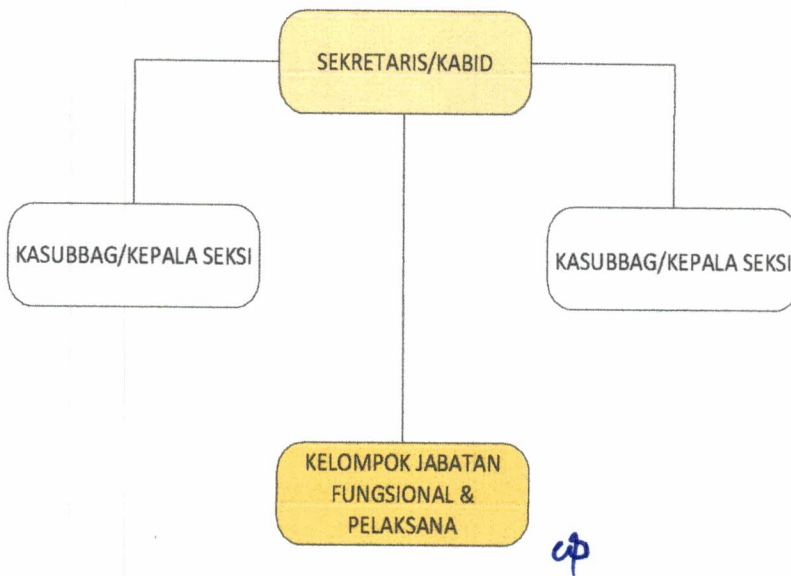 SEKRETARIS/KABID
KASUBBAG/KEPALA SEKSI
KASUBBAG/KEPALA SEKSI
KELOMPOK JABATAN
FUNGSIONAL &
PELAKSANA